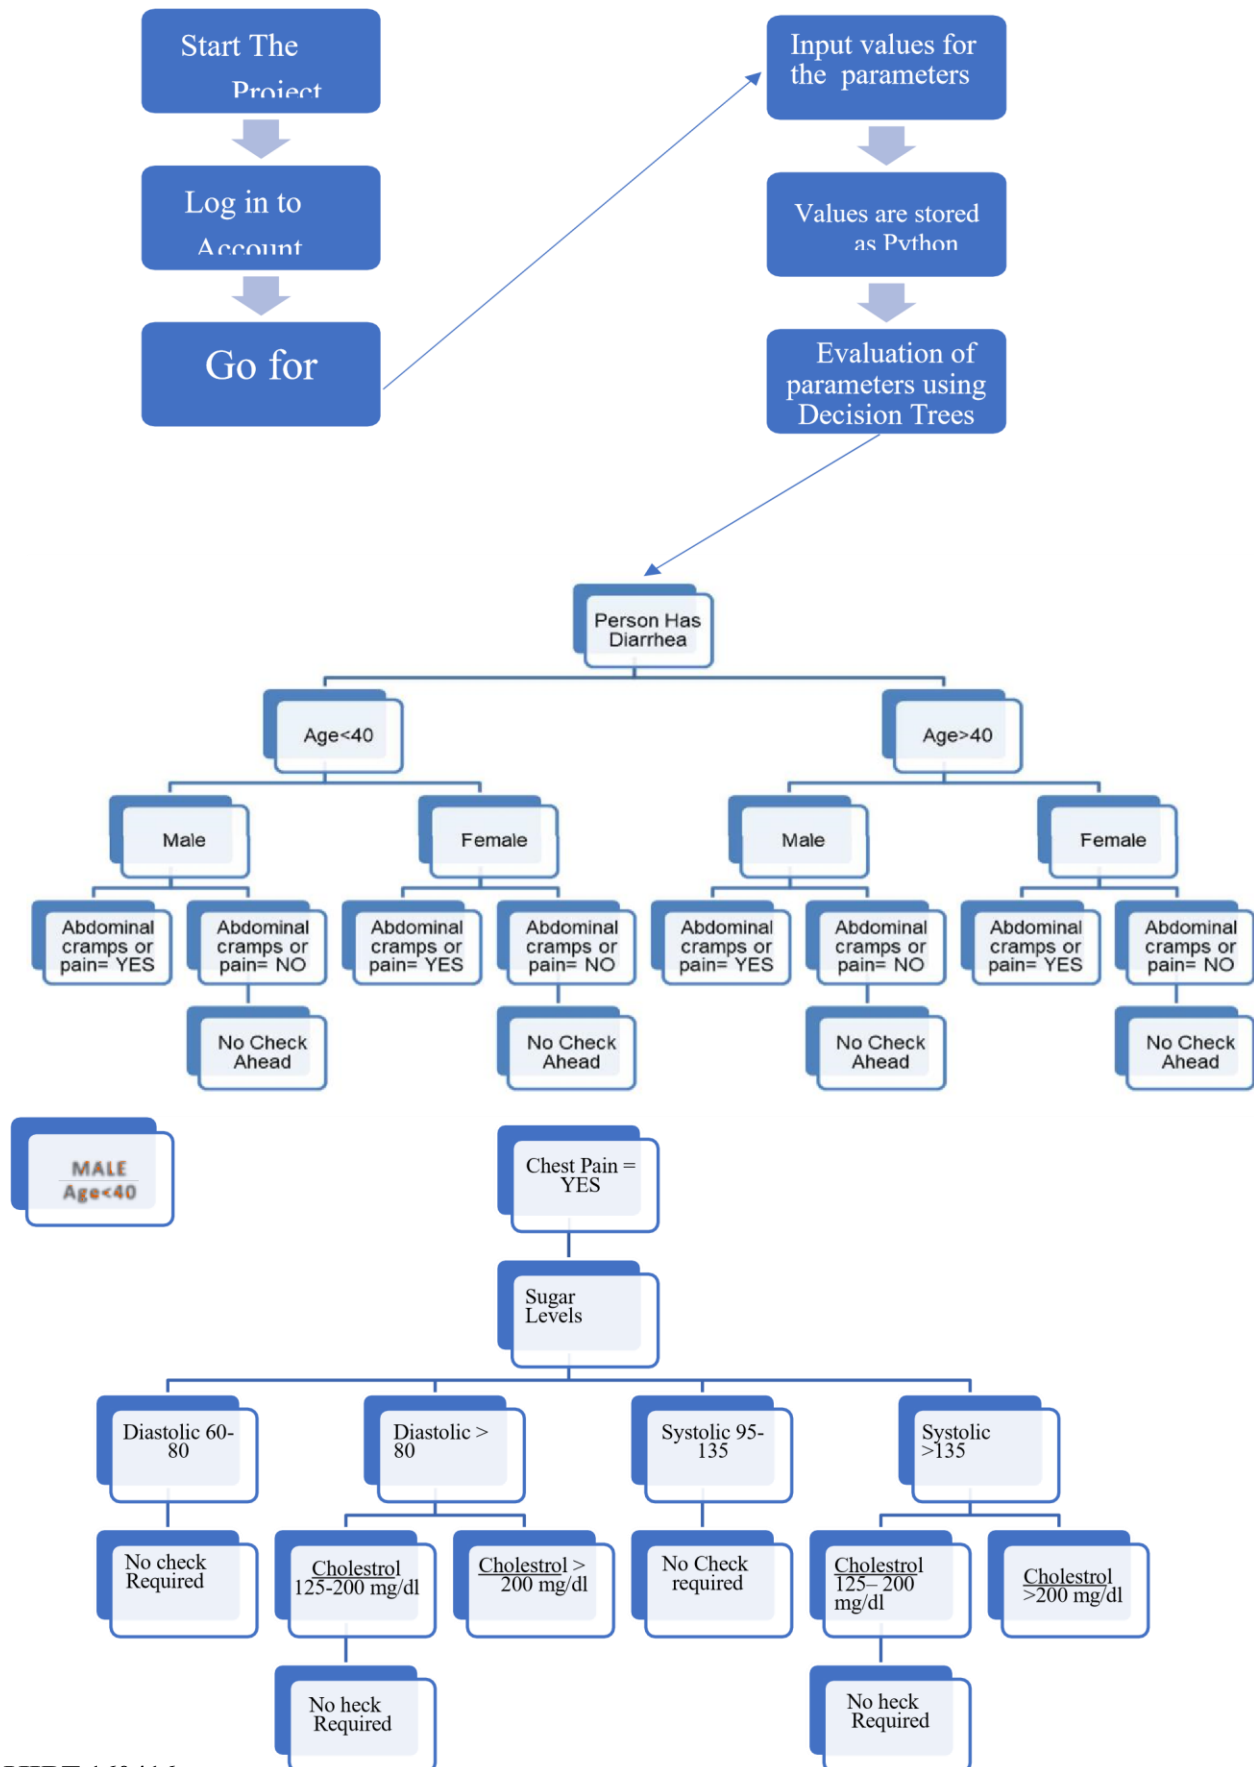 Start The
Project
Log in to
Account
Go for
Input values for
the parameters
Values are stored
as Python
Evaluation of
parameters using
Decision Trees
Person Has
Diarrhea
Age<40
Age>40
Male
Female
Male
Female
Abdominal
cramps or
pain= YES
Abdominal
cramps or
pain= NO
Abdominal
cramps or
pain= YES
Abdominal
cramps or
pain= NO
Abdominal
cramps or
pain= YES
Abdominal
cramps or
pain= NO
Abdominal
cramps or
pain= YES
Abdominal
cramps or
pain= NO
No Check
Ahead
No Check
Ahead
No Check
Ahead
No Check
Ahead
MALE
Age<40
Chest Pain =
YES
Sugar
Levels
Diastolic 60-
80
Diastolic >
80
Systolic 95-
135
Systolic
>135
No check
Required
Cholestrol
125-200 mg/dl
Cholestrol >
200 mg/dl
No Check
required
Cholestrol
125– 200
mg/dl
Cholestrol
>200 mg/dl
No heck
Required
No heck
Required